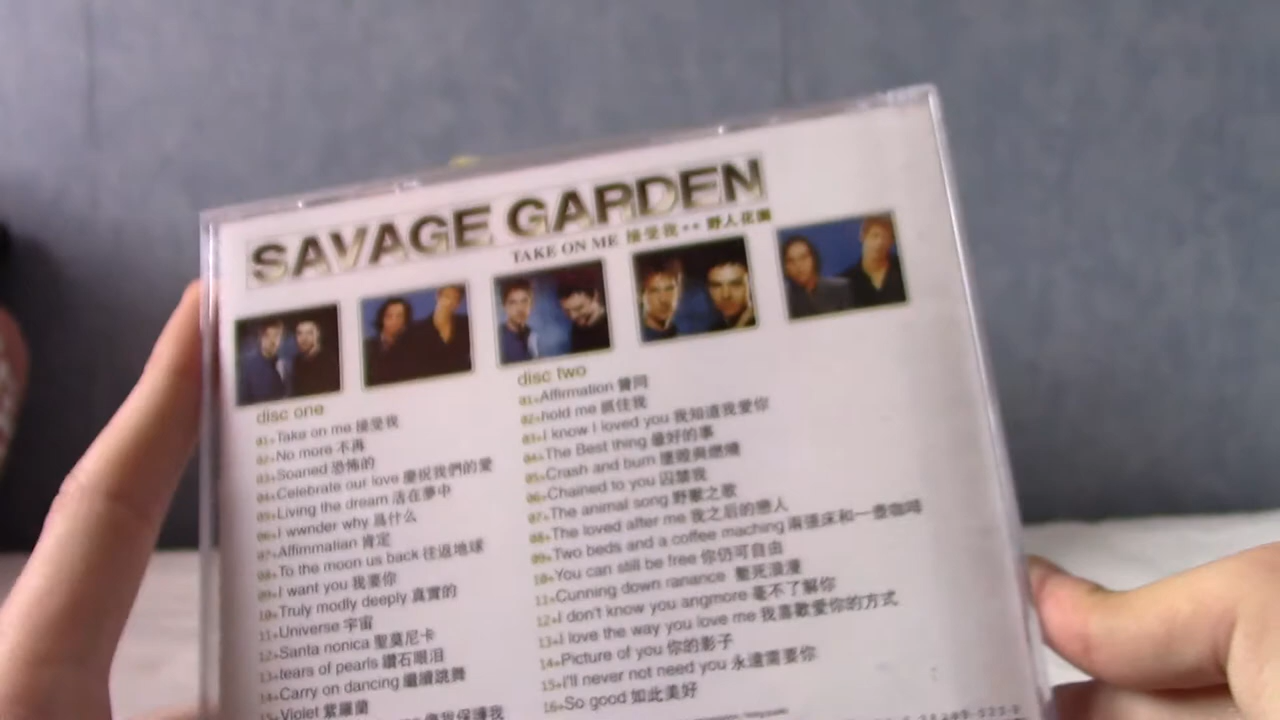 SAVAGE GARDEN
TAKE ON ME 接受我·· 野人花園
disc one
01•Take on me 接受我
02•No more 不再
03•Soaned 恐怖的
04•Celebrate our love 慶祝我們的愛
05•Living the dream 活在夢中
06•I wwnder why 爲什么
07•Alfimmalian 肯定
08•To the moon us back 往返地球
09•I want you 我要你
10•Truly modly deeply 真實的
11•Universe 宇宙
12•Santa nonica 聖莫尼卡
13•tears of pearls 鑽石眼泪
14•Carry on dancing 繼續跳舞
15•Violet 紫羅蘭
我保護我
disc two
01•Alfirmation 贊同
02•hold me 抓住我
03•I know I loved you 我知道我愛你
04•The Best thing 最好的事
05•Crash and burn 墮毀與燃燒
06•Chained to you 囚禁我
07•The animal song 野獸之歌
08•The loved after me 我之后的戀人
09•Two beds and a coffee maching 兩張床和一壺咖啡
10•You can still be free 你仍可自由
11•Cunning down ranance 死浪漫
12•I don't know you angmore 毫不了解你
13•I love the way you love me 我喜歡愛你的方式
14•Picture of you 你的影子
15•I'll never not need you 永遠需要你
16•So good 如此美好